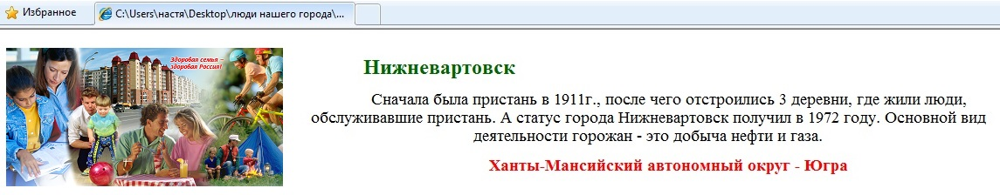 Избранное
C:\Users\настя\Desktop\люди нашего города\...
Здоровая семья –
здоровая Россия!
Нижневартовск
Сначала была пристань в 1911г., после чего отстроились 3 деревни, где жили люди,
обслуживавшие пристань. А статус города Нижневартовск получил в 1972 году. Основной вид
деятельности горожан - это добыча нефти и газа.
Ханты-Мансийский автономный округ - Югра